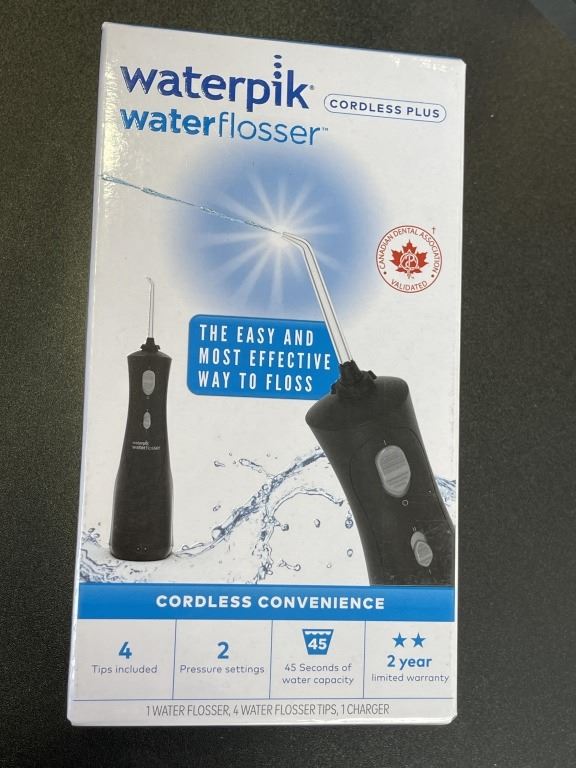 waterpik®
CORDLESS PLUS
waterflosser™
CANADIAN DENTAL ASSOCIATION
VALIDATED
†
THE EASY AND
MOST EFFECTIVE
WAY TO FLOSS
waterpik
waterflosser
CORDLESS CONVENIENCE
4
Tips included
2
Pressure settings
45
45 Seconds of
water capacity
2 year
limited warranty
1 WATER FLOSSER, 4 WATER FLOSSER TIPS, 1 CHARGER